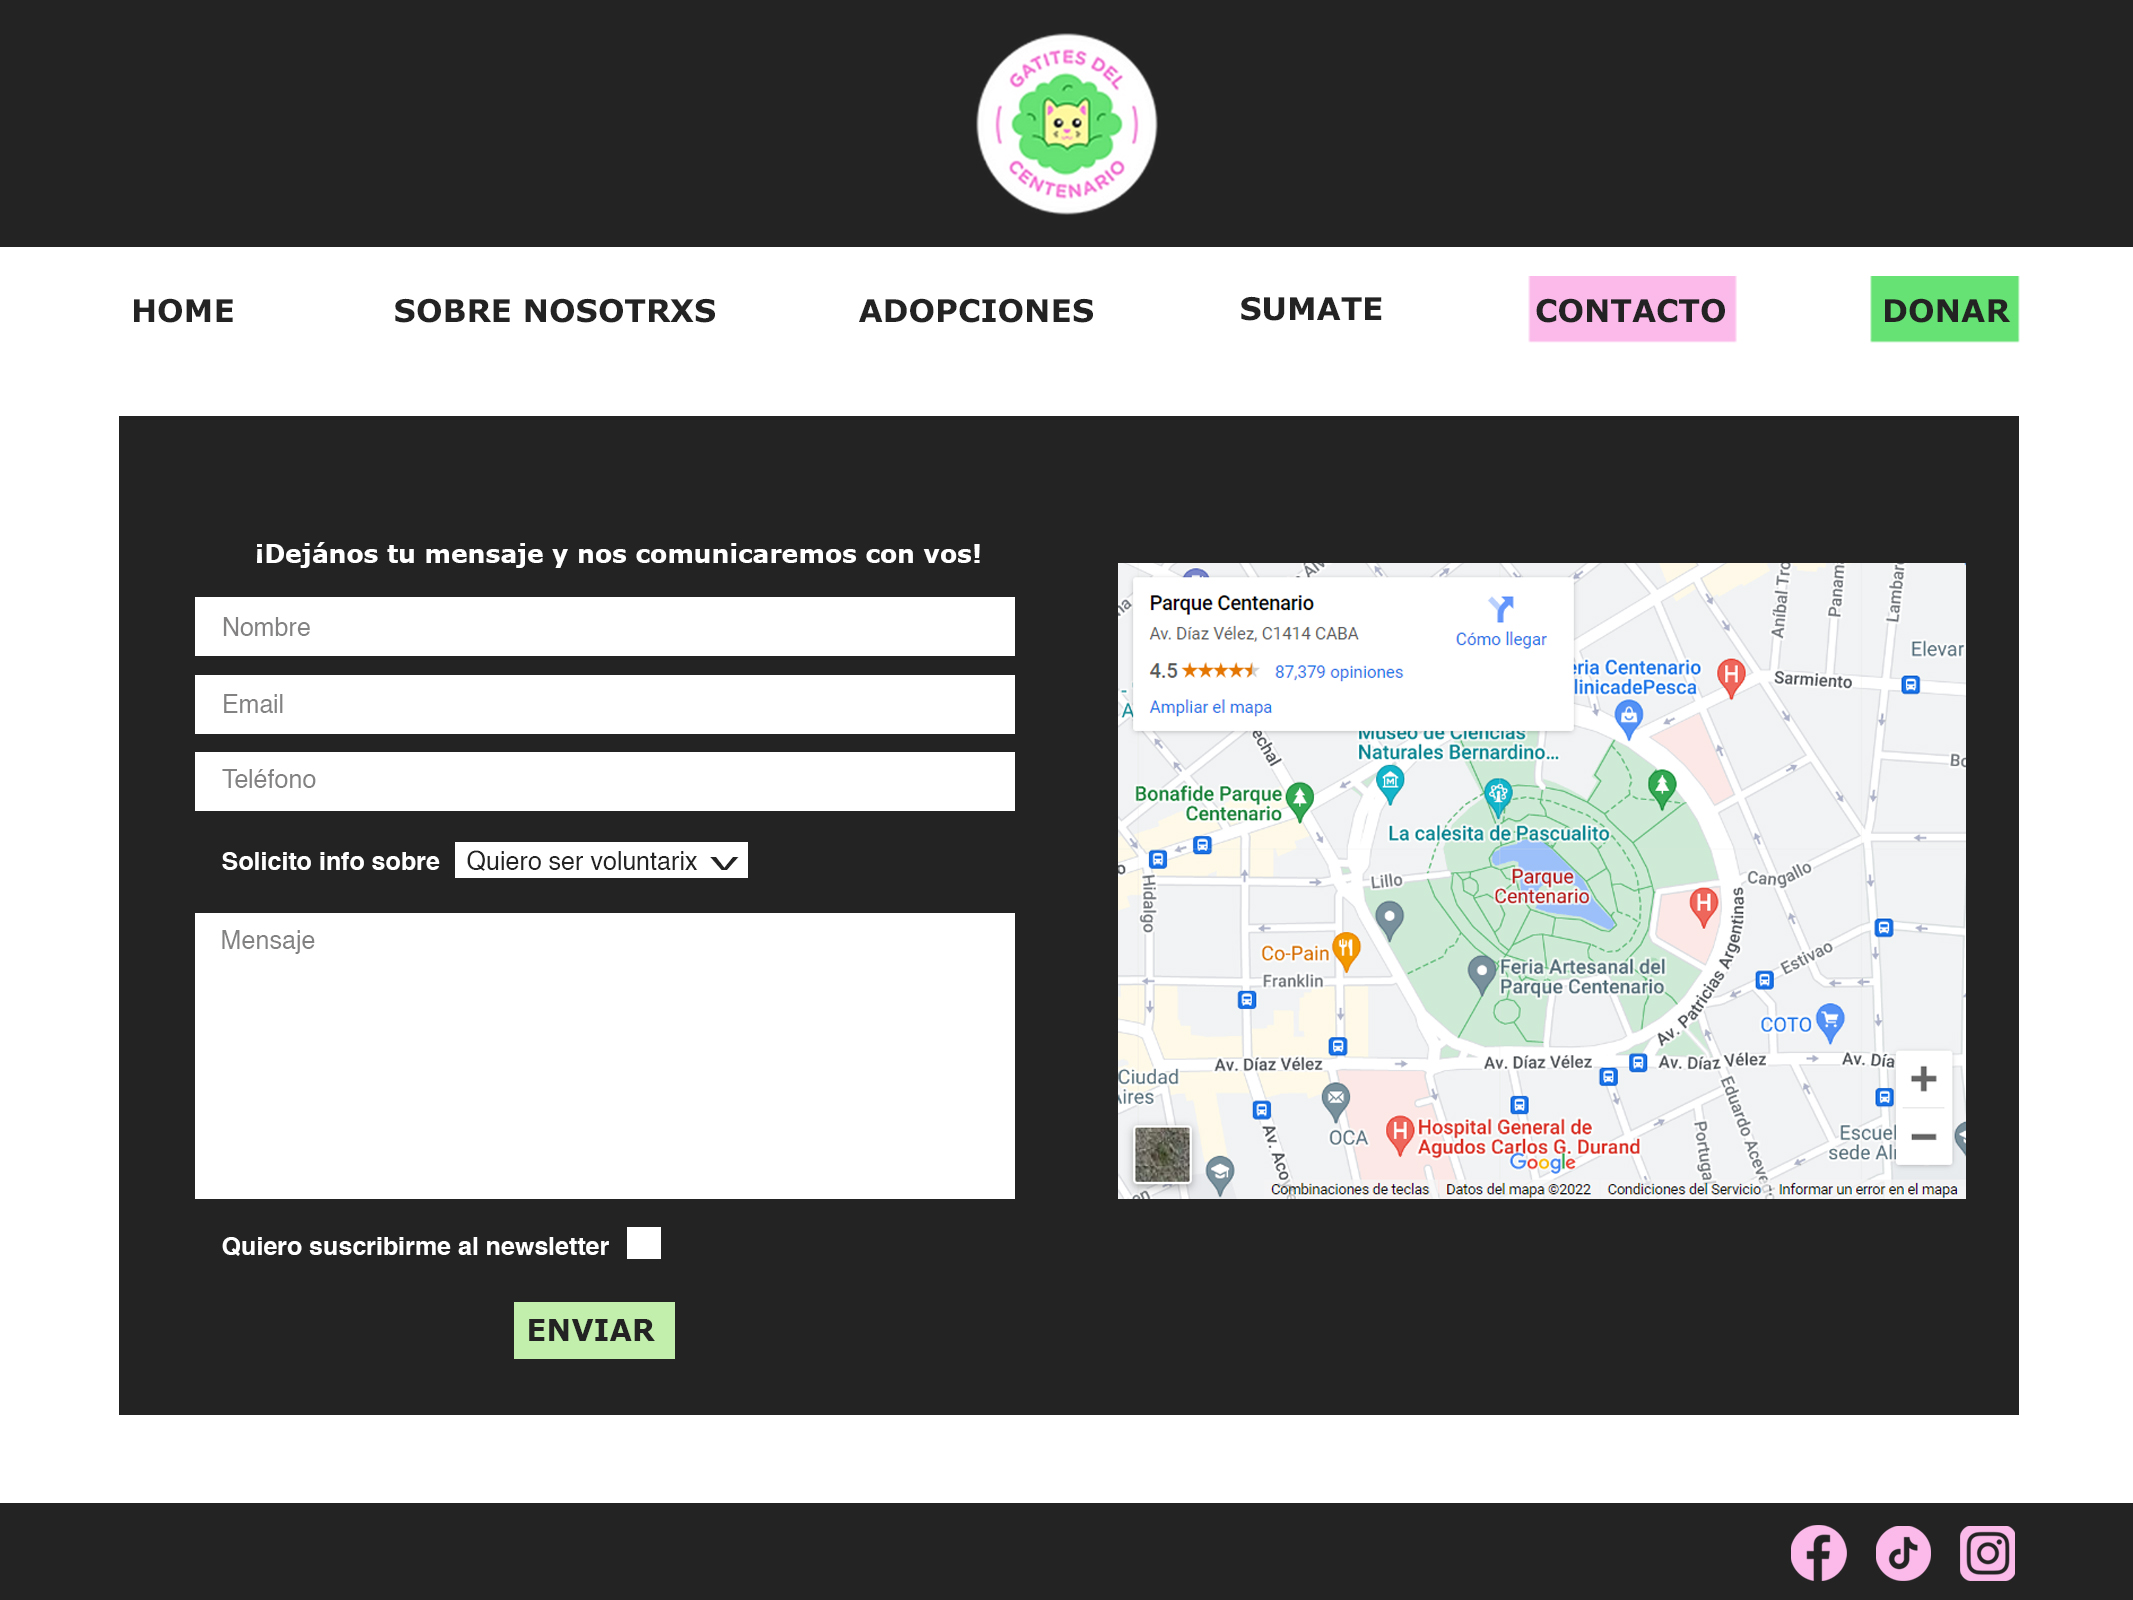 GATITES DEL
CENTENARIO
HOME
SOBRE NOSOTRXS
ADOPCIONES
SUMATE
CONTACTO
DONAR
¡Dejános tu mensaje y nos comunicaremos con vos!
Nombre
Email
Teléfono
Solicito info sobre
Quiero ser voluntarix
Mensaje
Quiero suscribirme al newsletter
ENVIAR
Parque Centenario
Av. Díaz Vélez, C1414 CABA
Cómo llegar
4.5
87,379 opiniones
Ampliar el mapa
eria Centenario
linicadePesca
Sarmiento
Aníbal Tro
Panam
Lambar
Elevar
echal
Museo de Ciencias
Naturales Bernardino...
Bonafide Parque
Centenario
La calesita de Pascualito
Hidalgo
Lillo
Parque
Centenario
Cangallo
Co-Pain
Franklin
Feria Artesanal del
Parque Centenario
Av. Patricias Argentinas
Estivao
COTO
Av. Díaz Vélez
Av. Díaz Vélez
Av. Díaz Vélez
Av. Día
Ciudad
Aires
Av. Acoy
OCA
Hospital General de
Agudos Carlos G. Durand
Google
Portugal
Eduardo Aceved
Escuel
sede Al
Combinaciones de teclas
Datos del mapa ©2022
Condiciones del Servicio
Informar un error en el mapa